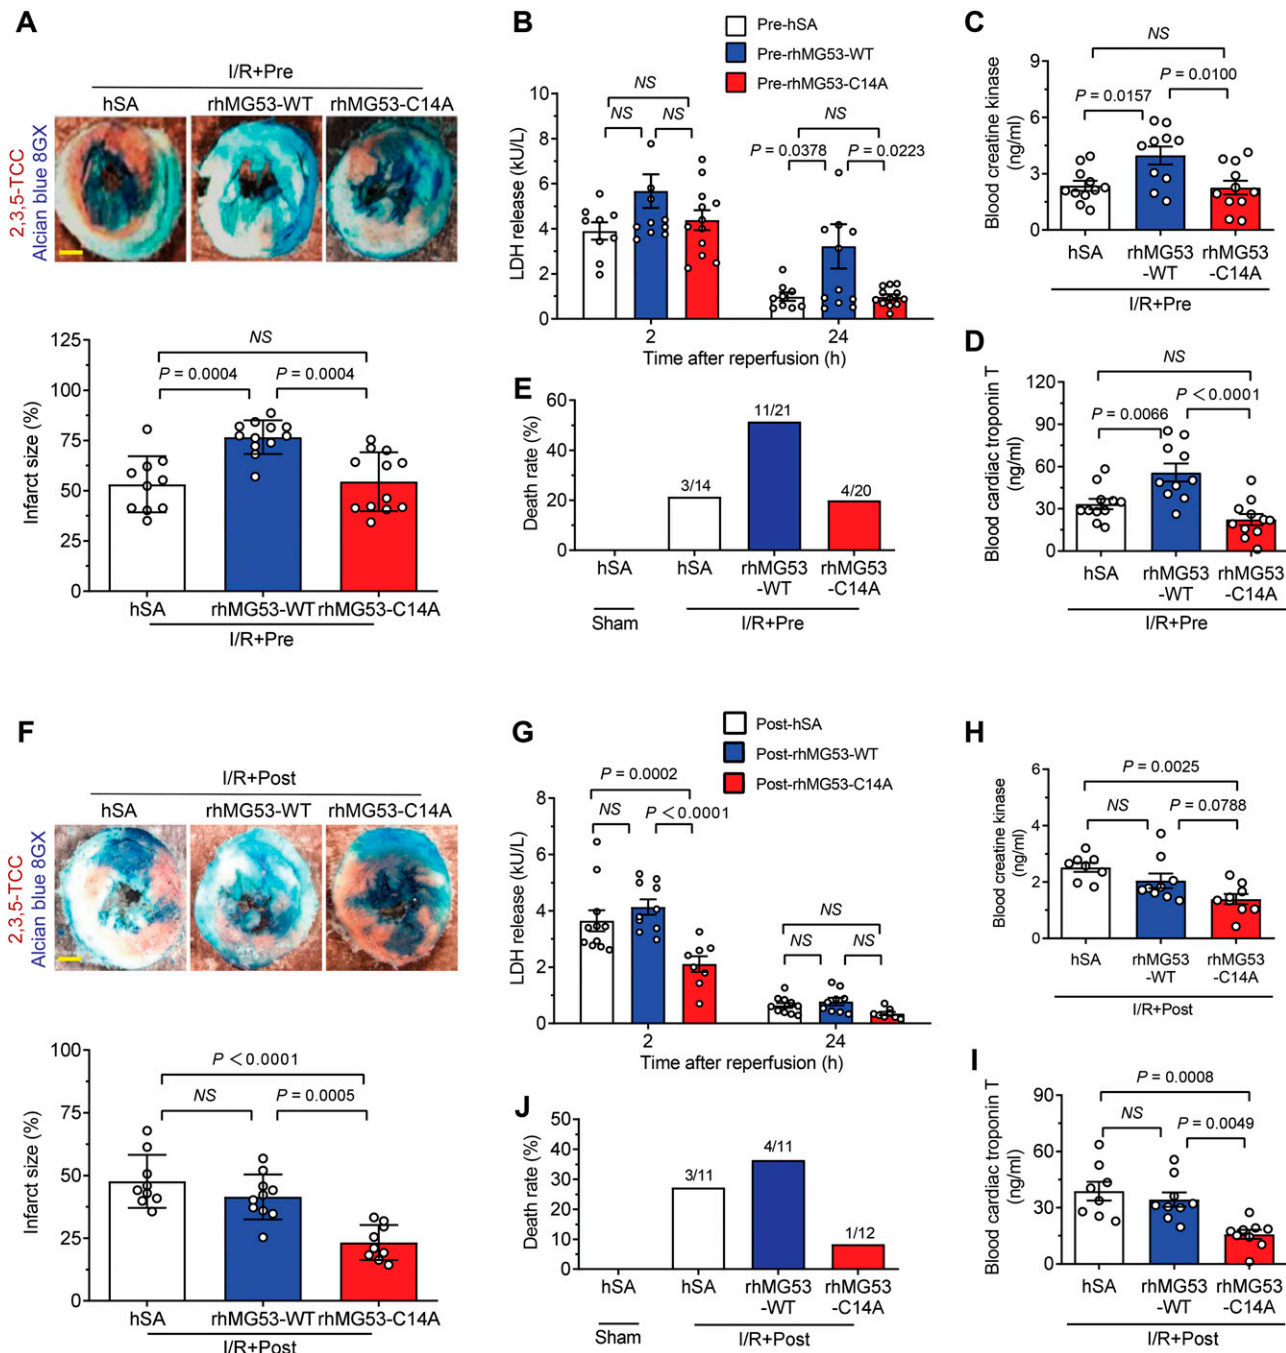 A
I/R+Pre
hSA rhMG53-WT rhMG53-C14A
2,3,5-TCC
Alcian blue 8GX
125
100
75
50
25
0
Infarct size (%)
NS
P = 0.0004 P = 0.0004
hSA rhMG53-WT rhMG53-C14A
I/R+Pre
B
Pre-hSA
Pre-rhMG53-WT
Pre-rhMG53-C14A
10
8
6
4
2
0
LDH release (kU/L)
NS
NS NS
NS
P = 0.0378 P = 0.0223
2 24
Time after reperfusion (h)
C
9
6
3
0
Blood creatine kinase
(ng/ml)
NS
P = 0.0100
P = 0.0157
hSA rhMG53
-WT
rhMG53
-C14A
I/R+Pre
D
120
90
60
30
0
Blood cardiac troponin T
(ng/ml)
NS
P < 0.0001
P = 0.0066
hSA rhMG53
-WT
rhMG53
-C14A
I/R+Pre
E
60
40
20
0
Death rate (%)
3/14
11/21
4/20
hSA hSA rhMG53
-WT
rhMG53
-C14A
Sham I/R+Pre
F
I/R+Post
hSA rhMG53-WT rhMG53-C14A
2,3,5-TCC
Alcian blue 8GX
100
75
50
25
0
Infarct size (%)
P < 0.0001
NS P = 0.0005
hSA rhMG53-WT rhMG53-C14A
I/R+Post
G
Post-hSA
Post-rhMG53-WT
Post-rhMG53-C14A
8
6
4
2
0
LDH release (kU/L)
P = 0.0002
NS P < 0.0001
NS
NS NS
2 24
Time after reperfusion (h)
H
6
4
2
0
Blood creatine kinase
(ng/ml)
P = 0.0025
NS P = 0.0788
hSA rhMG53
-WT
rhMG53
-C14A
I/R+Post
I
90
60
30
0
Blood cardiac troponin T
(ng/ml)
P = 0.0008
NS P = 0.0049
hSA rhMG53
-WT
rhMG53
-C14A
I/R+Post
J
50
40
30
20
10
0
Death rate (%)
3/11
4/11
1/12
hSA hSA rhMG53
-WT
rhMG53
-C14A
Sham I/R+Post